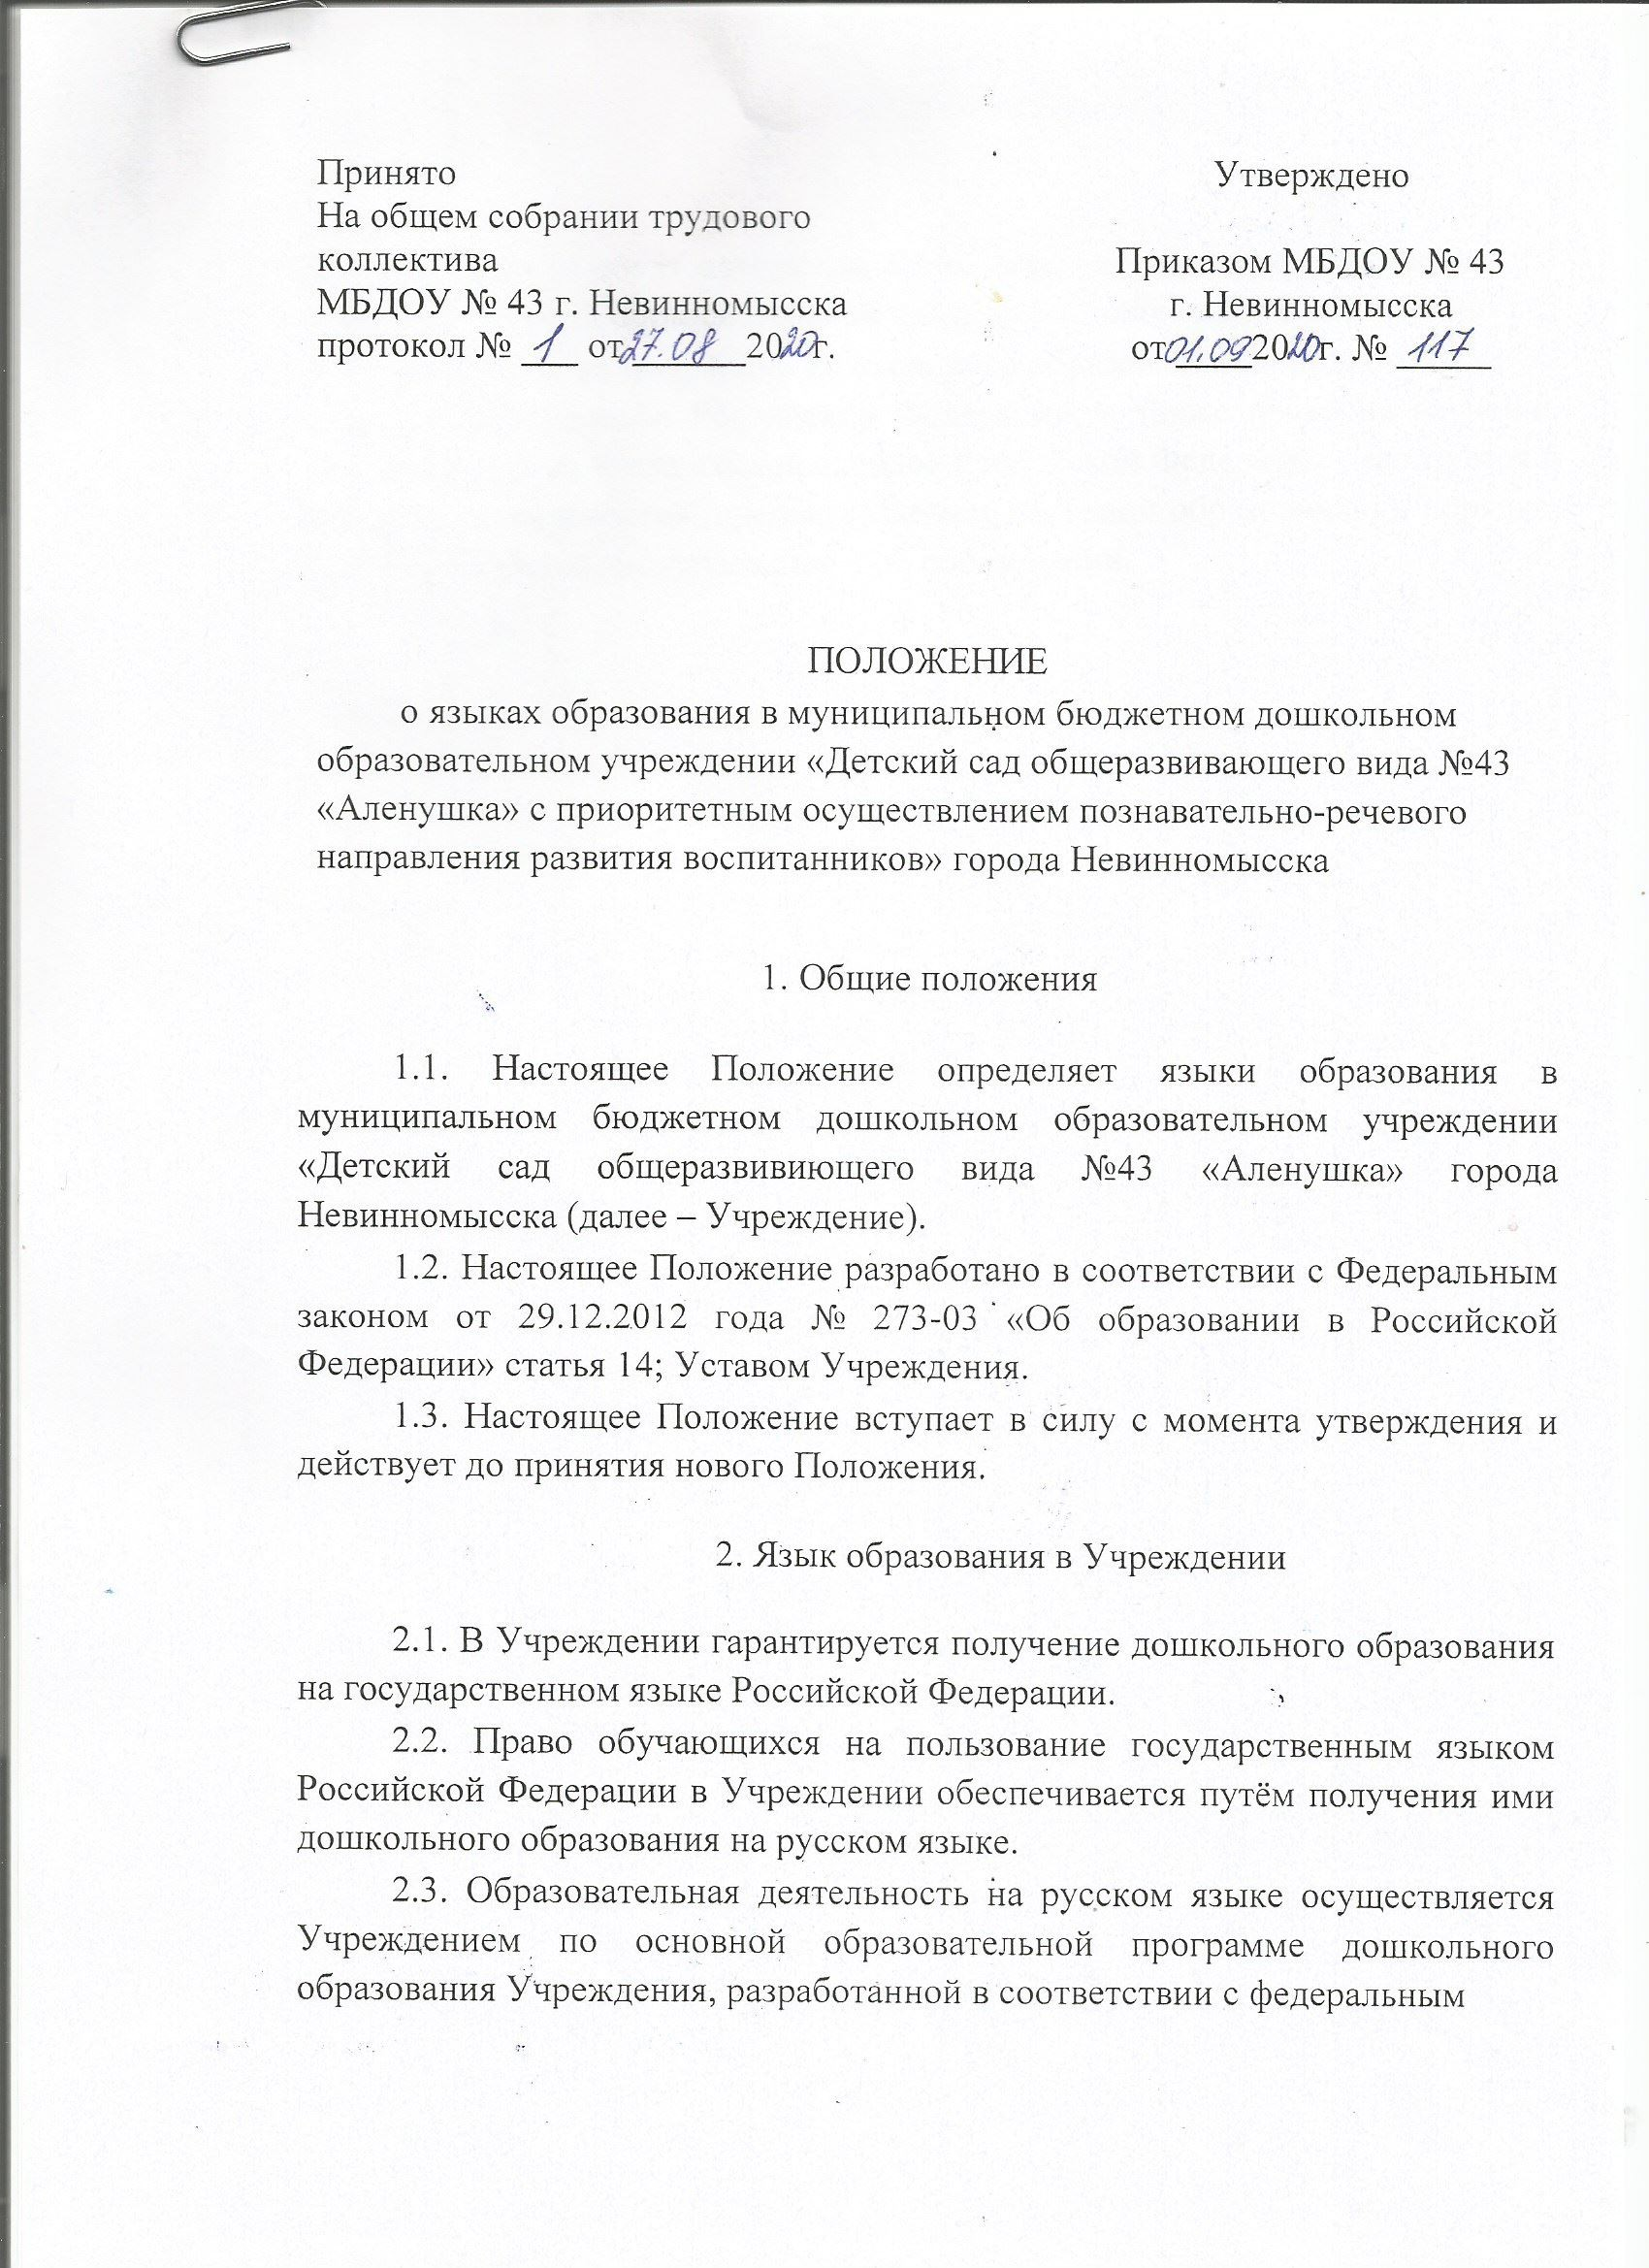 Принято
На общем собрании трудового
коллектива
МБДОУ № 43 г. Невинномысска
протокол № 1 от 27.08 2020г.
Утверждено
Приказом МБДОУ № 43
г. Невинномысска
от 01.09 2020г. № 117
ПОЛОЖЕНИЕ
о языках образования в муниципальном бюджетном дошкольном
образовательном учреждении «Детский сад общеразвивающего вида №43
«Аленушка» с приоритетным осуществлением познавательно-речевого
направления развития воспитанников» города Невинномысска
1. Общие положения
1.1. Настоящее Положение определяет языки образования в
муниципальном бюджетном дошкольном образовательном учреждении
«Детский сад общеразвивиющего вида №43 «Аленушка» города
Невинномысска (далее – Учреждение).
1.2. Настоящее Положение разработано в соответствии с Федеральным
законом от 29.12.2012 года № 273-03 «Об образовании в Российской
Федерации» статья 14; Уставом Учреждения.
1.3. Настоящее Положение вступает в силу с момента утверждения и
действует до принятия нового Положения.
2. Язык образования в Учреждении
2.1. В Учреждении гарантируется получение дошкольного образования
на государственном языке Российской Федерации.
2.2. Право обучающихся на пользование государственным языком
Российской Федерации в Учреждении обеспечивается путём получения ими
дошкольного образования на русском языке.
2.3. Образовательная деятельность на русском языке осуществляется
Учреждением по основной образовательной программе дошкольного
образования Учреждения, разработанной в соответствии с федеральным